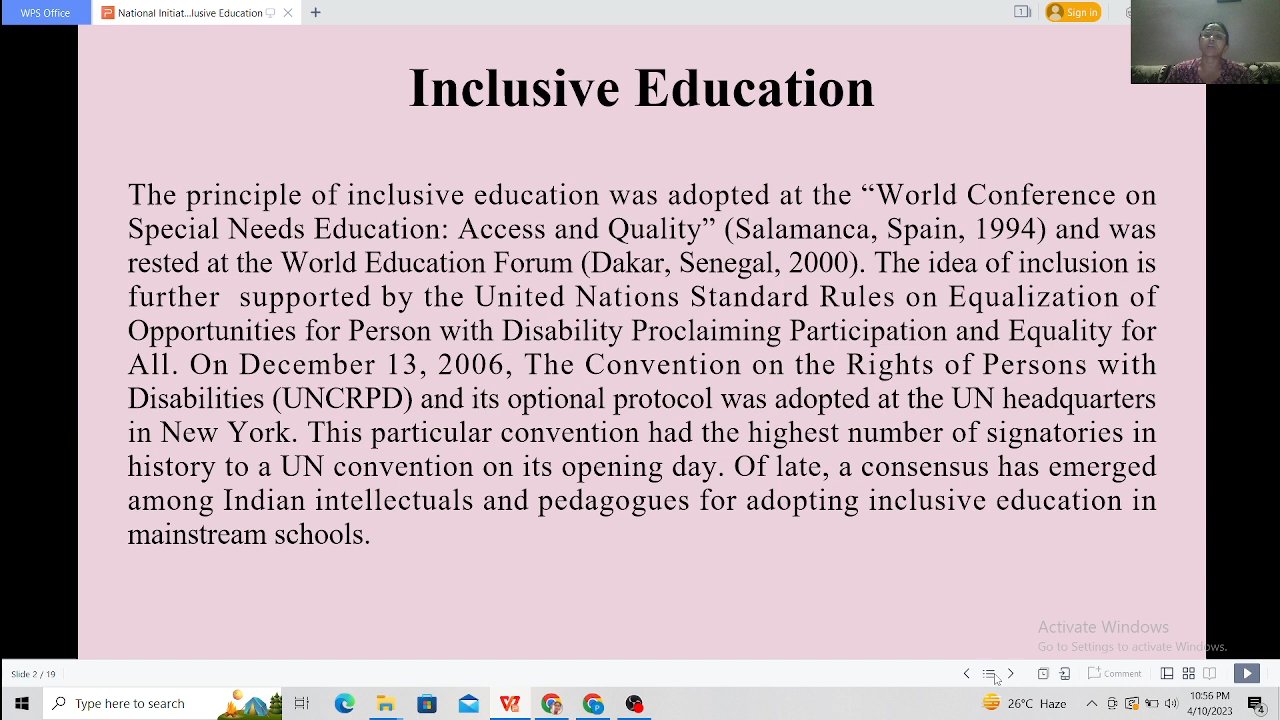 WPS Office
National Initiat...lusive Education
1
Sign in
Inclusive Education
The principle of inclusive education was adopted at the “World Conference on
Special Needs Education: Access and Quality” (Salamanca, Spain, 1994) and was
rested at the World Education Forum (Dakar, Senegal, 2000). The idea of inclusion is
further supported by the United Nations Standard Rules on Equalization of
Opportunities for Person with Disability Proclaiming Participation and Equality for
All. On December 13, 2006, The Convention on the Rights of Persons with
Disabilities (UNCRPD) and its optional protocol was adopted at the UN headquarters
in New York. This particular convention had the highest number of signatories in
history to a UN convention on its opening day. Of late, a consensus has emerged
among Indian intellectuals and pedagogues for adopting inclusive education in
mainstream schools.
Activate Windows
Go to Settings to activate Windows.
Slide 2 / 19
Comment
Type here to search
26°C Haze
10:56 PM
4/10/2023
4